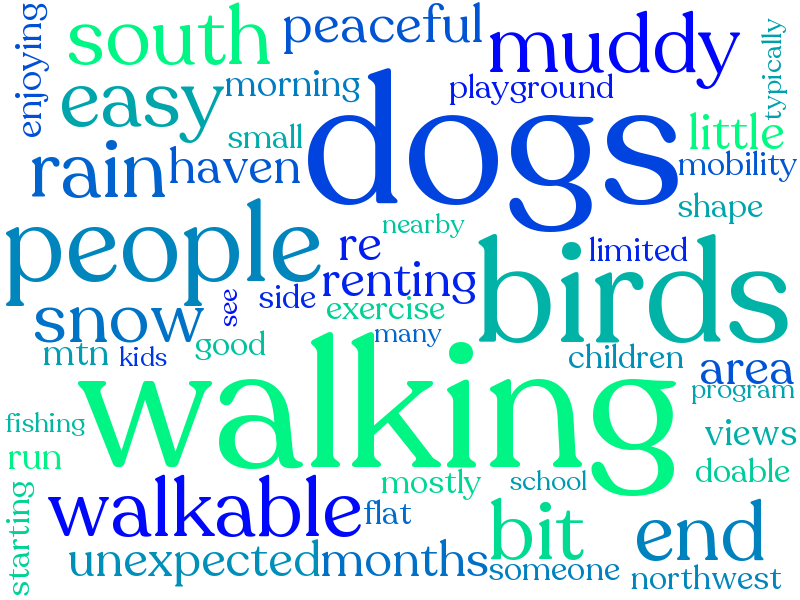 enjoying
south
peaceful
muddy
typically
easy
morning
playground
dogs
small
little
rain
haven
mobility
shape
people
nearby
re
limited
renting
birds
see
side
snow
exercise
many
mtn
kids
good
children
area
walking
program
fishing
views
run
mostly
school
doable
starting
walkable
flat
bit
end
unexpected
months
someone
northwest